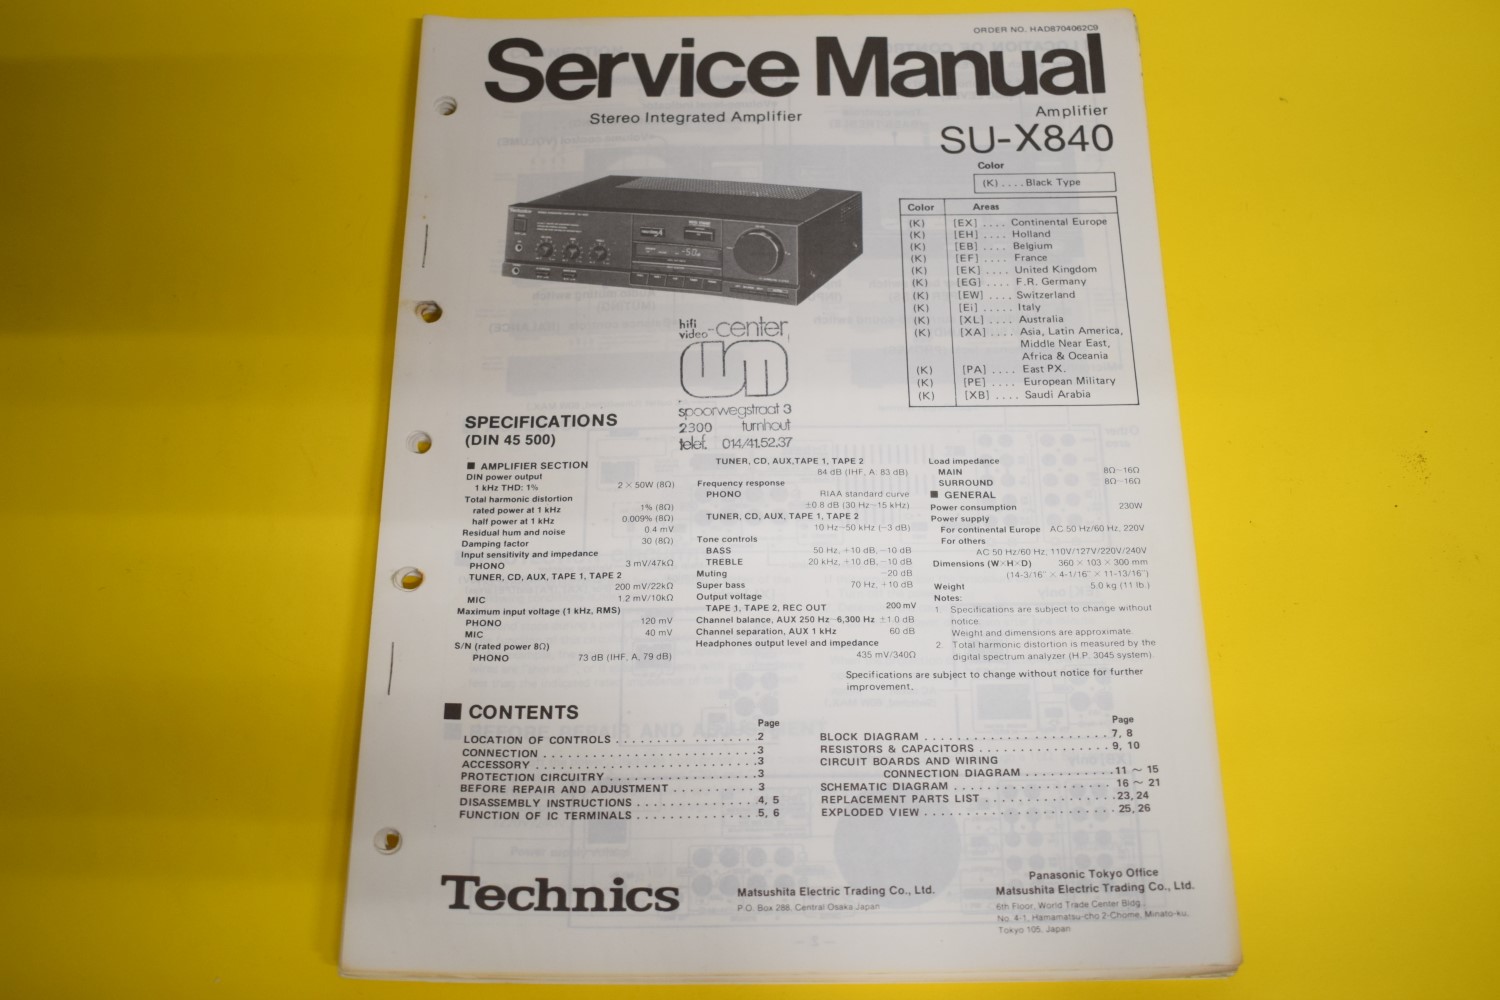 ORDER NO. HAD8704062C9
Service Manual
Stereo Integrated Amplifier
Amplifier
SU-X840
Color
(K) .... Black Type
Color Areas
(K) [EX] .... Continental Europe
(K) [EH] .... Holland
(K) [EB] .... Belgium
(K) [EF] .... France
(K) [EK] .... United Kingdom
(K) [EG] .... F.R. Germany
(K) [EW] .... Switzerland
(K) [Ei] ..... Italy
(K) [XL] .... Australia
(K) [XA] .... Asia, Latin America,
Middle Near East,
Africa & Oceania
(K) [PA] .... East PX.
(K) [PE] .... European Military
(K) [XB] .... Saudi Arabia
Technics
-50
hifi
video-center
spoorwegstraat 3
2300 turnhout
telef. 014/41.52.37
SPECIFICATIONS
(DIN 45 500)
■ AMPLIFIER SECTION
DIN power output
1 kHz THD: 1% 2 × 50W (8Ω)
Total harmonic distortion
rated power at 1 kHz 1% (8Ω)
half power at 1 kHz 0.009% (8Ω)
Residual hum and noise 0.4 mV
Damping factor 30 (8Ω)
Input sensitivity and impedance
PHONO 3 mV/47kΩ
TUNER, CD, AUX, TAPE 1, TAPE 2
200 mV/22kΩ
MIC 1.2 mV/10kΩ
Maximum input voltage (1 kHz, RMS)
PHONO 120 mV
MIC 40 mV
S/N (rated power 8Ω)
PHONO 73 dB (IHF, A, 79 dB)
TUNER, CD, AUX,TAPE 1, TAPE 2
84 dB (IHF, A: 83 dB)
Frequency response
PHONO RIAA standard curve
±0.8 dB (30 Hz–15 kHz)
TUNER, CD, AUX, TAPE 1, TAPE 2
10 Hz–50 kHz (−3 dB)
Tone controls
BASS 50 Hz, +10 dB, −10 dB
TREBLE 20 kHz, +10 dB, −10 dB
Muting −20 dB
Super bass 70 Hz, +10 dB
Output voltage
TAPE 1, TAPE 2, REC OUT 200 mV
Channel balance, AUX 250 Hz–6,300 Hz ±1.0 dB
Channel separation, AUX 1 kHz 60 dB
Headphones output level and impedance
435 mV/340Ω
Load impedance
MAIN 8Ω–16Ω
SURROUND 8Ω–16Ω
■ GENERAL
Power consumption 230W
Power supply
For continental Europe AC 50 Hz/60 Hz, 220V
For others
AC 50 Hz/60 Hz, 110V/127V/220V/240V
Dimensions (W×H×D) 360 × 103 × 300 mm
(14-3/16" × 4-1/16" × 11-13/16")
Weight 5.0 kg (11 lb.)
Notes:
1. Specifications are subject to change without
notice.
Weight and dimensions are approximate.
2. Total harmonic distortion is measured by the
digital spectrum analyzer (H.P. 3045 system).
Specifications are subject to change without notice for further
improvement.
■ CONTENTS
Page
LOCATION OF CONTROLS ................ 2
CONNECTION ........................ 3
ACCESSORY ......................... 3
PROTECTION CIRCUITRY ................. 3
BEFORE REPAIR AND ADJUSTMENT .......... 3
DISASSEMBLY INSTRUCTIONS .............. 4, 5
FUNCTION OF IC TERMINALS .............. 5, 6
Page
BLOCK DIAGRAM ..................... 7, 8
RESISTORS & CAPACITORS ................ 9, 10
CIRCUIT BOARDS AND WIRING
CONNECTION DIAGRAM ........... 11 ~ 15
SCHEMATIC DIAGRAM ................... 16 ~ 21
REPLACEMENT PARTS LIST ............... 23, 24
EXPLODED VIEW ...................... 25, 26
Technics
Matsushita Electric Trading Co., Ltd.
P.O. Box 288, Central Osaka Japan
Panasonic Tokyo Office
Matsushita Electric Trading Co., Ltd.
6th Floor, World Trade Center Bldg.,
No. 4-1, Hamamatsu-cho 2-Chome, Minato-ku,
Tokyo 105, Japan